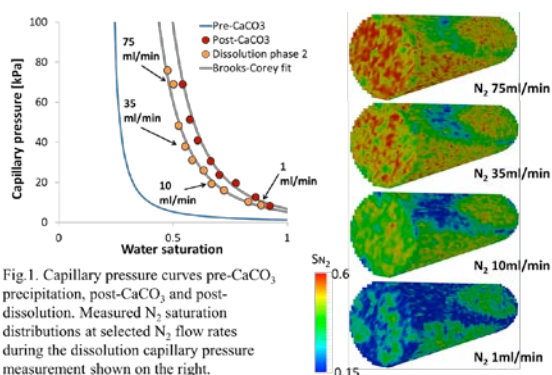 100
80
60
40
20
0
Capillary pressure [kPa]
0
0.5
1
Water saturation
Pre-CaCO3
Post-CaCO3
Dissolution phase 2
Brooks-Corey fit
75
ml/min
35
ml/min
10
ml/min
1
ml/min
Fig.1. Capillary pressure curves pre-CaCO3
precipitation, post-CaCO3 and post-
dissolution. Measured N2 saturation
distributions at selected N2 flow rates
during the dissolution capillary pressure
measurement shown on the right.
N2 75ml/min
N2 35ml/min
N2 10ml/min
N2 1ml/min
SN2
0.6
0.15